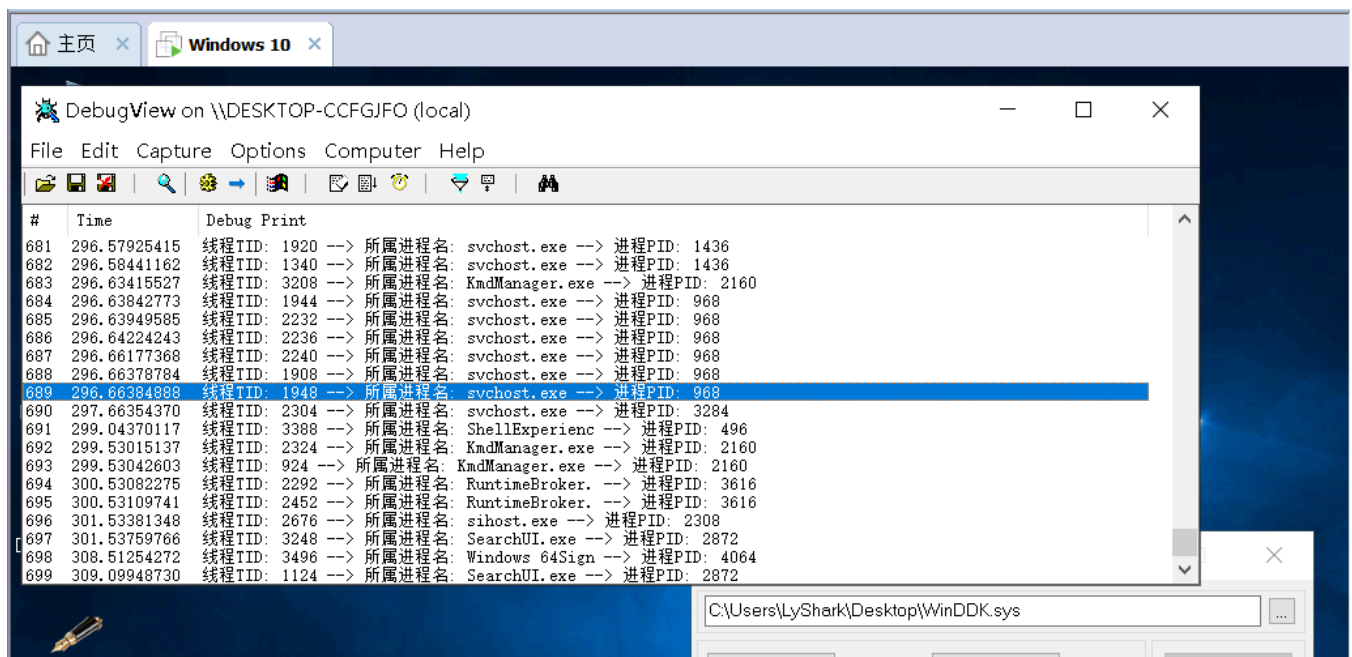 主页 × Windows 10 ×
DebugView on \\DESKTOP-CCFGJFO (local)
File Edit Capture Options Computer Help
# Time Debug Print
681 296.57925415 线程TID: 1920 --> 所属进程名: svchost.exe --> 进程PID: 1436
682 296.58441162 线程TID: 1340 --> 所属进程名: svchost.exe --> 进程PID: 1436
683 296.63415527 线程TID: 3208 --> 所属进程名: KmdManager.exe --> 进程PID: 2160
684 296.63842773 线程TID: 1944 --> 所属进程名: svchost.exe --> 进程PID: 968
685 296.63949585 线程TID: 2232 --> 所属进程名: svchost.exe --> 进程PID: 968
686 296.64224243 线程TID: 2236 --> 所属进程名: svchost.exe --> 进程PID: 968
687 296.66177368 线程TID: 2240 --> 所属进程名: svchost.exe --> 进程PID: 968
688 296.66378784 线程TID: 1908 --> 所属进程名: svchost.exe --> 进程PID: 968
689 296.66384888 线程TID: 1948 --> 所属进程名: svchost.exe --> 进程PID: 968
690 297.66354370 线程TID: 2304 --> 所属进程名: svchost.exe --> 进程PID: 3284
691 299.04370117 线程TID: 3388 --> 所属进程名: ShellExperienc --> 进程PID: 496
692 299.53015137 线程TID: 2324 --> 所属进程名: KmdManager.exe --> 进程PID: 2160
693 299.53042603 线程TID: 924 --> 所属进程名: KmdManager.exe --> 进程PID: 2160
694 300.53082275 线程TID: 2292 --> 所属进程名: RuntimeBroker. --> 进程PID: 3616
695 300.53109741 线程TID: 2452 --> 所属进程名: RuntimeBroker. --> 进程PID: 3616
696 301.53381348 线程TID: 2676 --> 所属进程名: sihost.exe --> 进程PID: 2308
697 301.53759766 线程TID: 3248 --> 所属进程名: SearchUI.exe --> 进程PID: 2872
698 308.51254272 线程TID: 3496 --> 所属进程名: Windows 64Sign --> 进程PID: 4064
699 309.09948730 线程TID: 1124 --> 所属进程名: SearchUI.exe --> 进程PID: 2872
C:\Users\LyShark\Desktop\WinDDK.sys ...